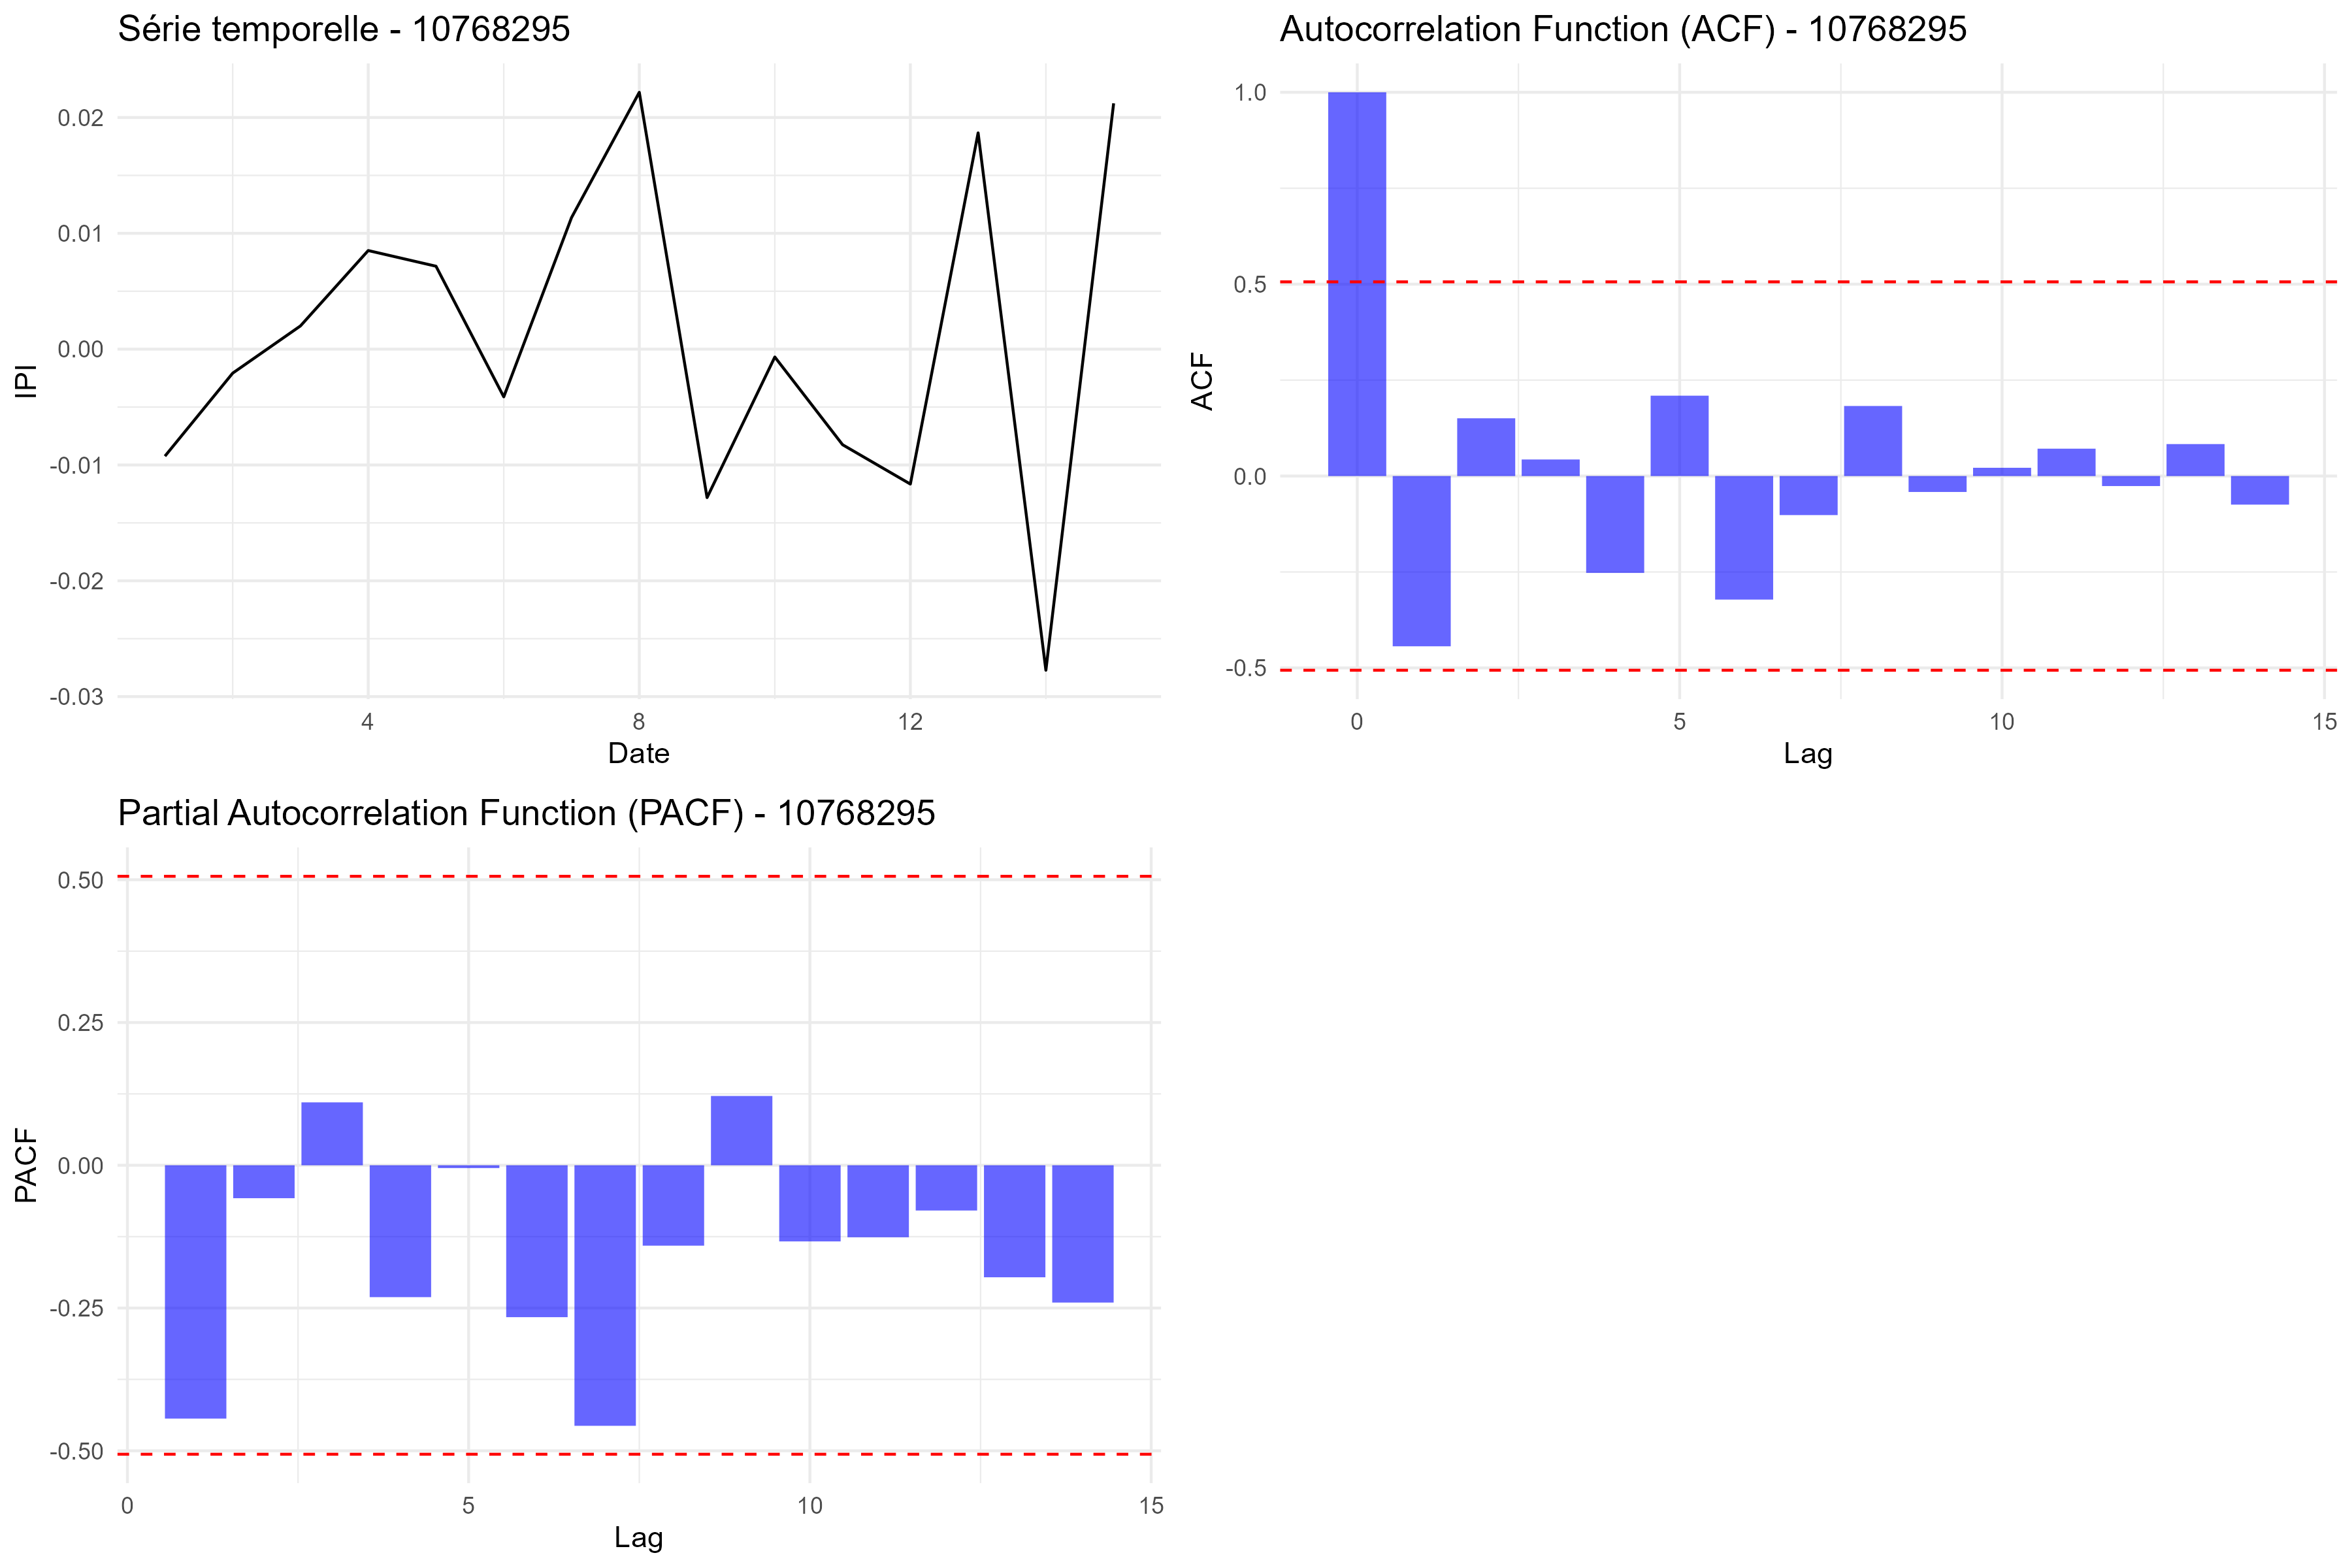 Série temporelle - 10768295
0.02
0.01
0.00
-0.01
-0.02
-0.03
IPI
4 8 12
Date
Autocorrelation Function (ACF) - 10768295
1.0
0.5
0.0
-0.5
ACF
0 5 10 15
Lag
Partial Autocorrelation Function (PACF) - 10768295
0.50
0.25
0.00
-0.25
-0.50
PACF
0 5 10 15
Lag